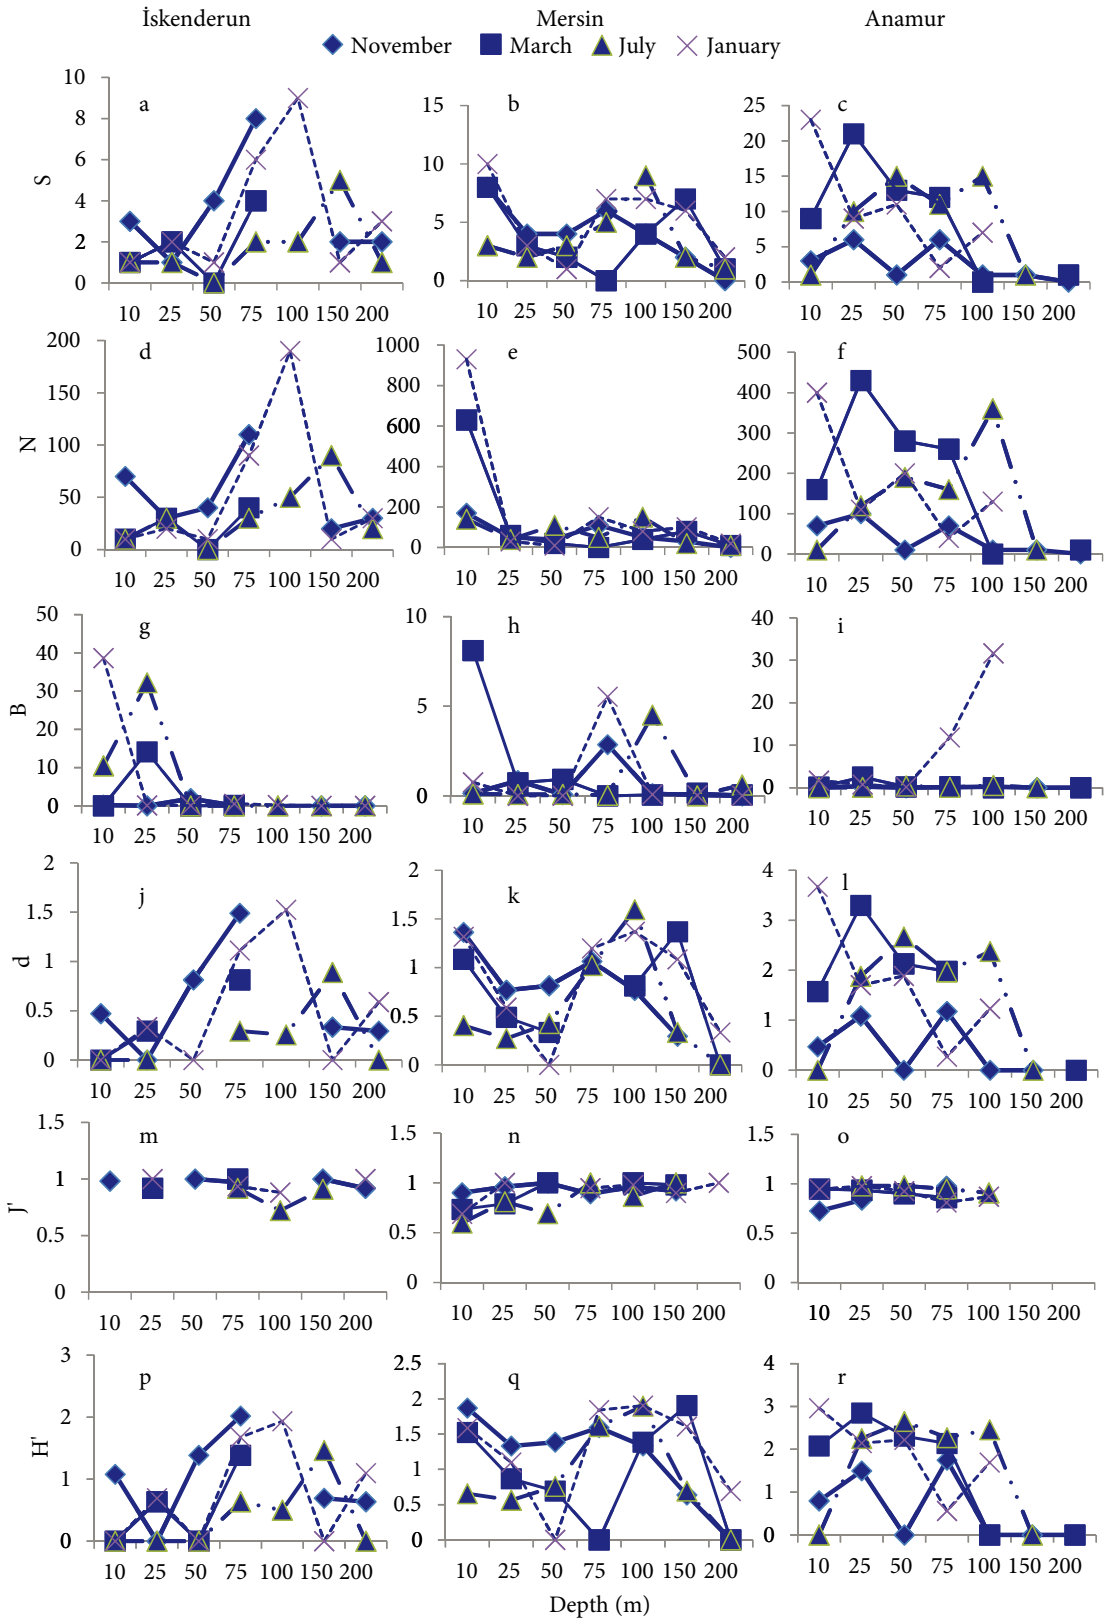 İskenderun Mersin Anamur
November March July January
a b c
S
10 8 6 4 2 0
15 10 5 0
25 20 15 10 5 0
10 25 50 75 100 150 200
10 25 50 75 100 150 200
10 25 50 75 100 150 200
d e f
N
200 150 100 50 0
1000 800 600 400 200 0
500 400 300 200 100 0
10 25 50 75 100 150 200
10 25 50 75 100 150 200
10 25 50 75 100 150 200
g h i
B
50 40 30 20 10 0
10 5 0
40 30 20 10 0
10 25 50 75 100 150 200
10 25 50 75 100 150 200
10 25 50 75 100 150 200
j k l
d
2 1.5 1 0.5 0
2 1.5 1 0.5 0
4 3 2 1 0
10 25 50 75 100 150 200
10 25 50 75 100 150 200
10 25 50 75 100 150 200
m n o
J'
1.5 1 0.5 0
1.5 1 0.5 0
1.5 1 0.5 0
10 25 50 75 100 150 200
10 25 50 75 100 150 200
10 25 50 75 100 150 200
p q r
H'
3 2 1 0
2.5 2 1.5 1 0.5 0
4 3 2 1 0
10 25 50 75 100 150 200
10 25 50 75 100 150 200
10 25 50 75 100 150 200
Depth (m)